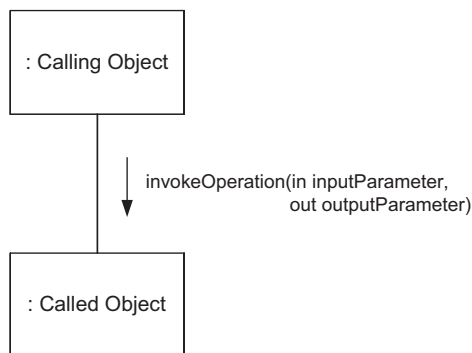 : Calling Object
invokeOperation(in inputParameter,
out outputParameter)
: Called Object